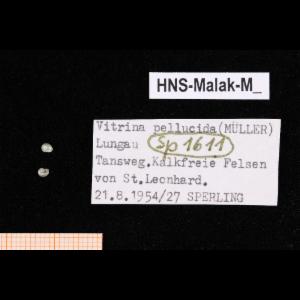 HNS-Malak-M_
Vitrina pellucida(MÜLLER)
Lungau Sp 1611
Tansweg.Kalkfreie Felsen
von St.Leonhard.
21.8.1954/27 SPERLING